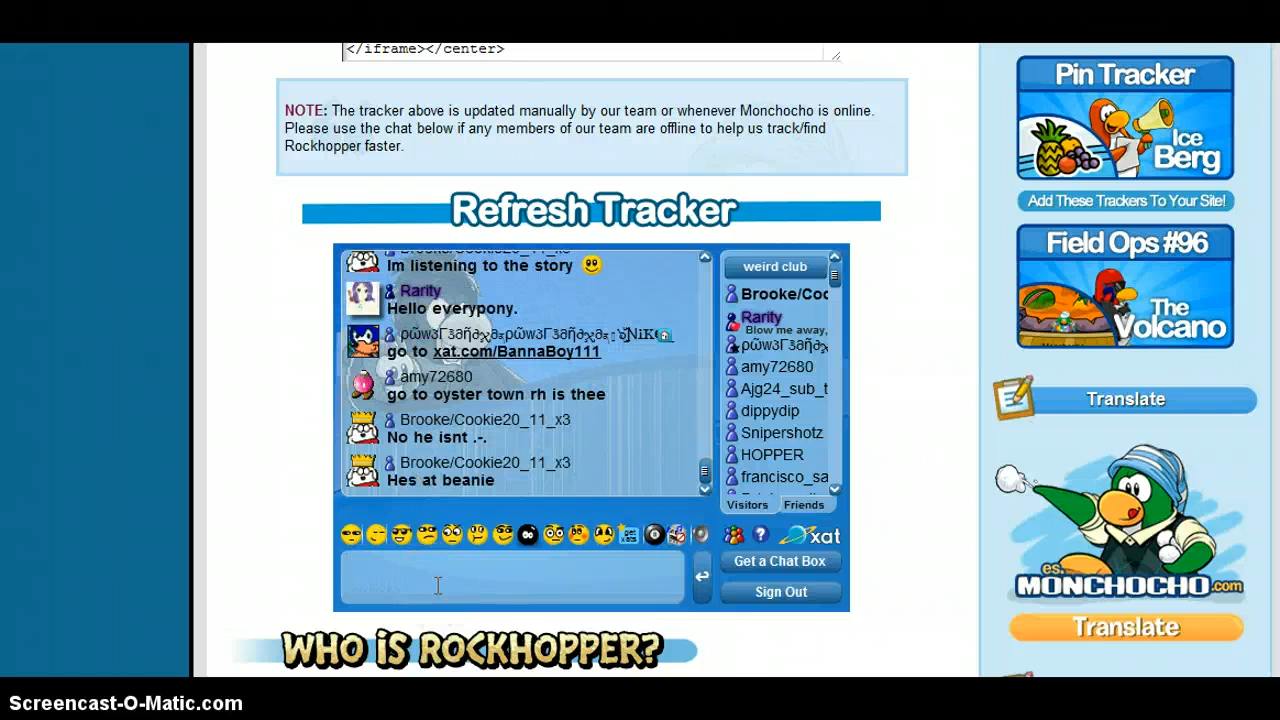 </iframe></center>
NOTE: The tracker above is updated manually by our team or whenever Monchocho is online.
Please use the chat below if any members of our team are offline to help us track/find
Rockhopper faster.
Refresh Tracker
Im listening to the story
Rarity
Hello everypony.
go to xat.com/BannaBoy111
amy72680
go to oyster town rh is thee
Brooke/Cookie20_11_x3
No he isnt .-.
Brooke/Cookie20_11_x3
Hes at beanie
weird club
Brooke/Coo
Rarity
Blow me away,
amy72680
Ajg24_sub_t
dippydip
Snipershotz
HOPPER
francisco_sa
Visitors
Friends
get xats
xat
Get a Chat Box
Sign Out
WHO iS ROCKHOPPER?
Pin Tracker
Ice
Berg
Add These Trackers To Your Site!
Field Ops #96
The
Volcano
Translate
es.
MONCHOCHO.com
Translate
Screencast-O-Matic.com